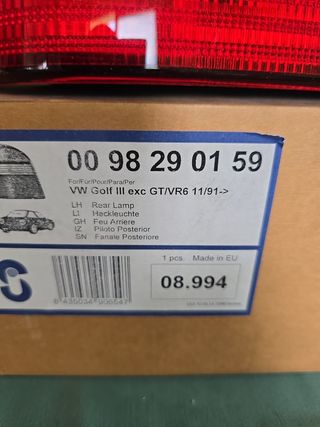 00 98 29 01 59
For/Für/Pour/Para/Per
VW Golf III exc GT/VR6 11/91->
LH Rear Lamp
LI Heckleuchte
GH Feu Arriere
IZ Piloto Posterior
SN Fanale Posteriore
S
1 pcs. Made in EU
08.994